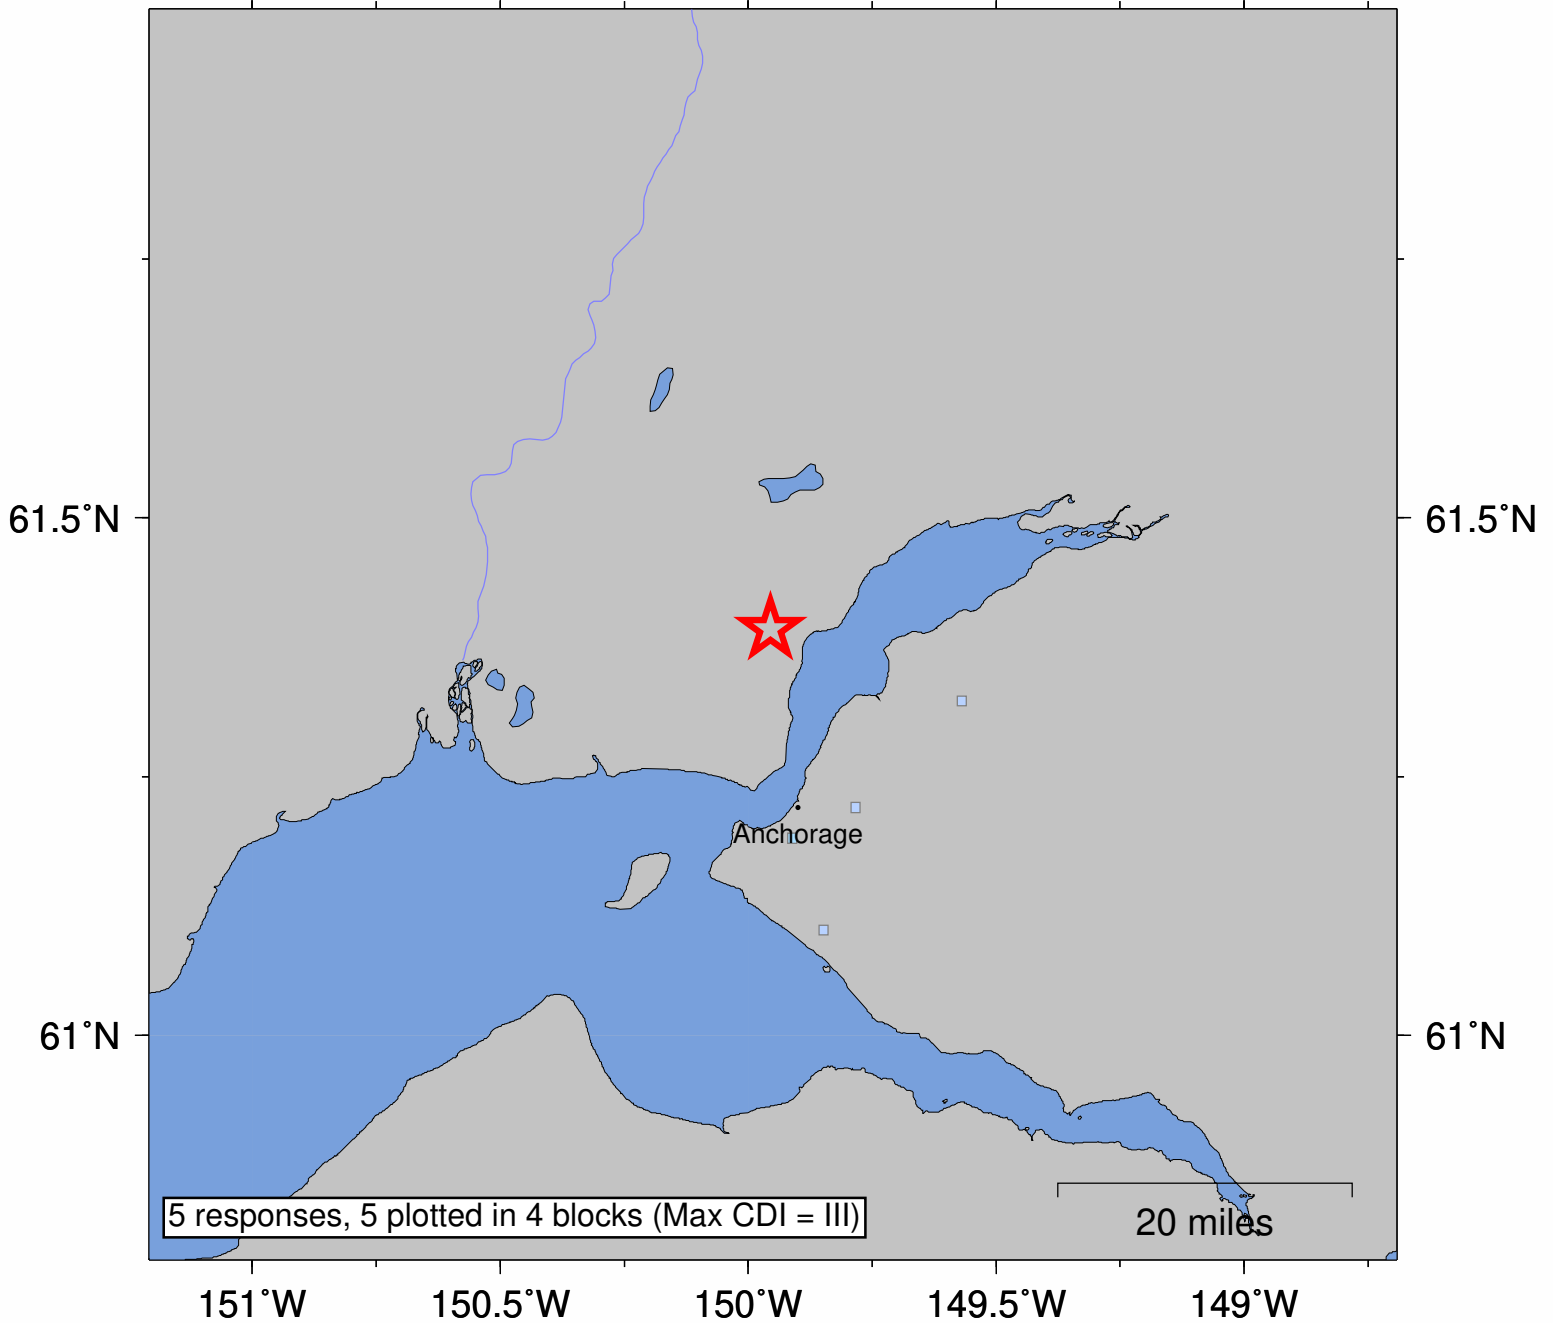 61.5˚N
61.5˚N
Anchorage
61˚N
61˚N
5 responses, 5 plotted in 4 blocks (Max CDI = III)
20 miles
151˚W
150.5˚W
150˚W
149.5˚W
149˚W